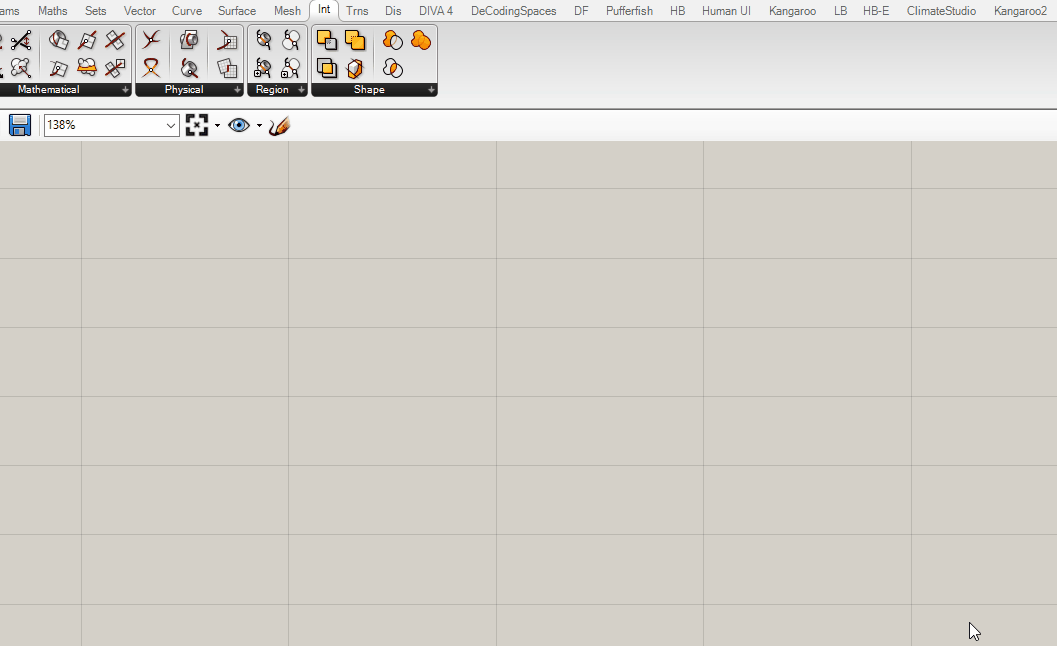 ams Maths Sets Vector Curve Surface Mesh Int Trns Dis DIVA 4 DeCodingSpaces DF Pufferfish HB Human UI Kangaroo LB HB-E ClimateStudio Kangaroo2
Mathematical Physical Region Shape
138%